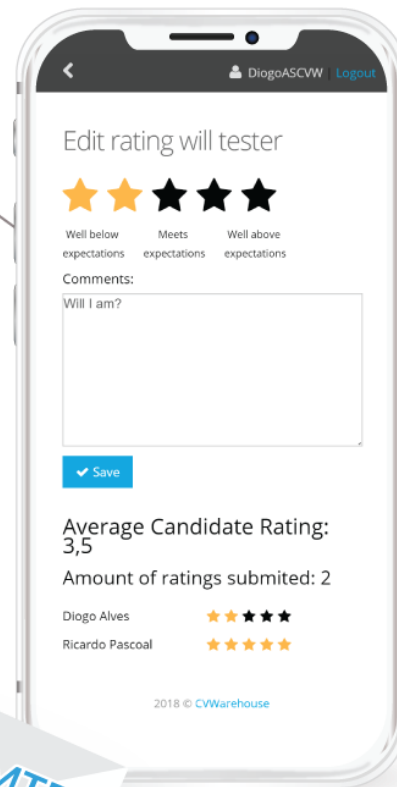 DiogoASCVW | Logout
Edit rating will tester
Well below expectations
Meets expectations
Well above expectations
Comments:
Will I am?
Save
Average Candidate Rating:
3,5
Amount of ratings submited: 2
Diogo Alves
Ricardo Pascoal
2018 © CVWarehouse